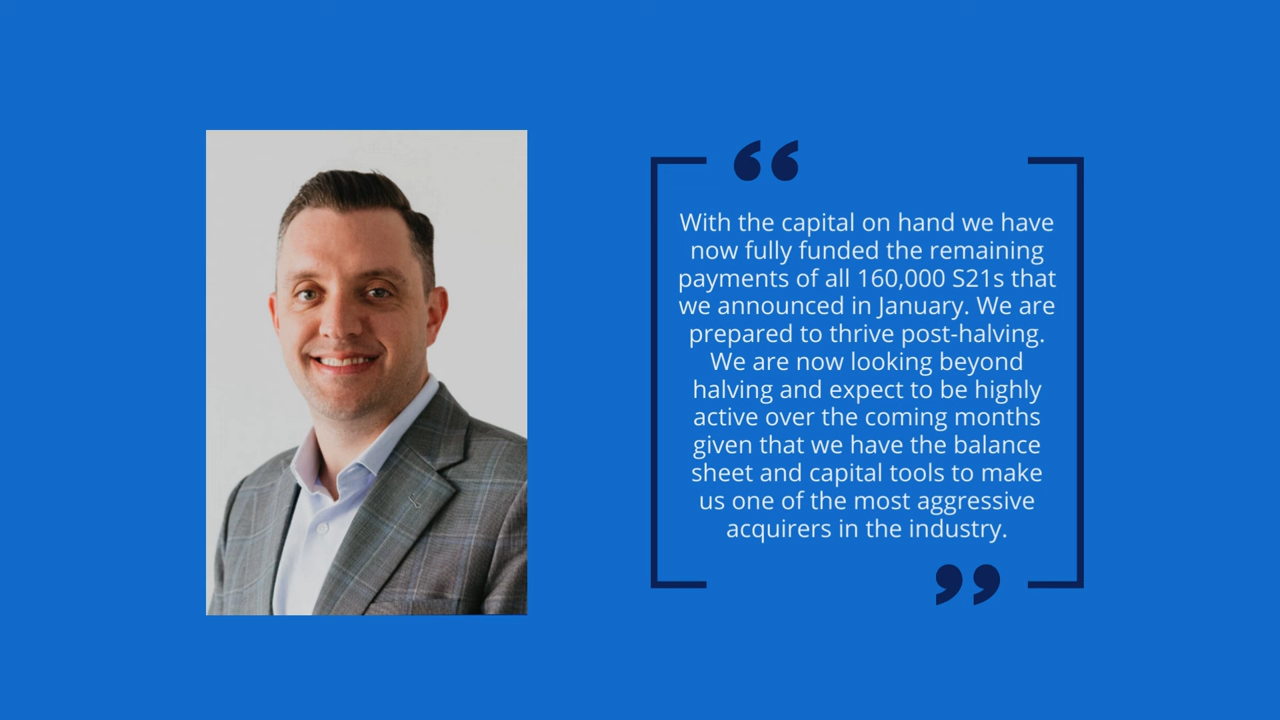 “
With the capital on hand we have
now fully funded the remaining
payments of all 160,000 S21s that
we announced in January. We are
prepared to thrive post-halving.
We are now looking beyond
halving and expect to be highly
active over the coming months
given that we have the balance
sheet and capital tools to make
us one of the most aggressive
acquirers in the industry.
”